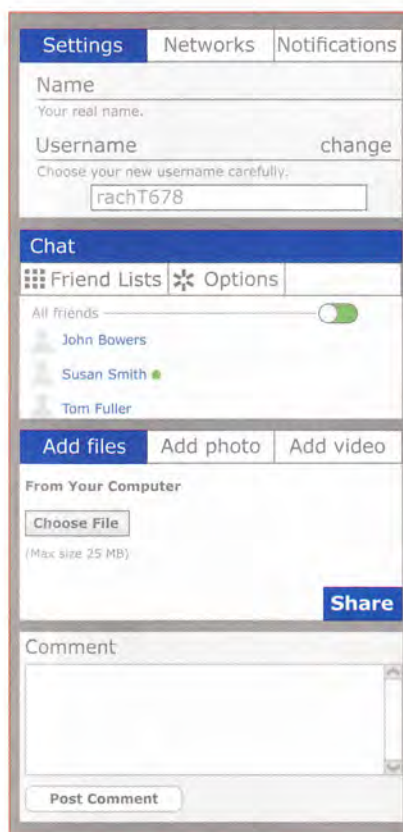 Settings Networks Notifications
Name
Your real name.
Username change
Choose your new username carefully.
rachT678
Chat
Friend Lists Options
All friends
John Bowers
Susan Smith
Tom Fuller
Add files Add photo Add video
From Your Computer
Choose File
(Max size 25 MB)
Share
Comment
Post Comment